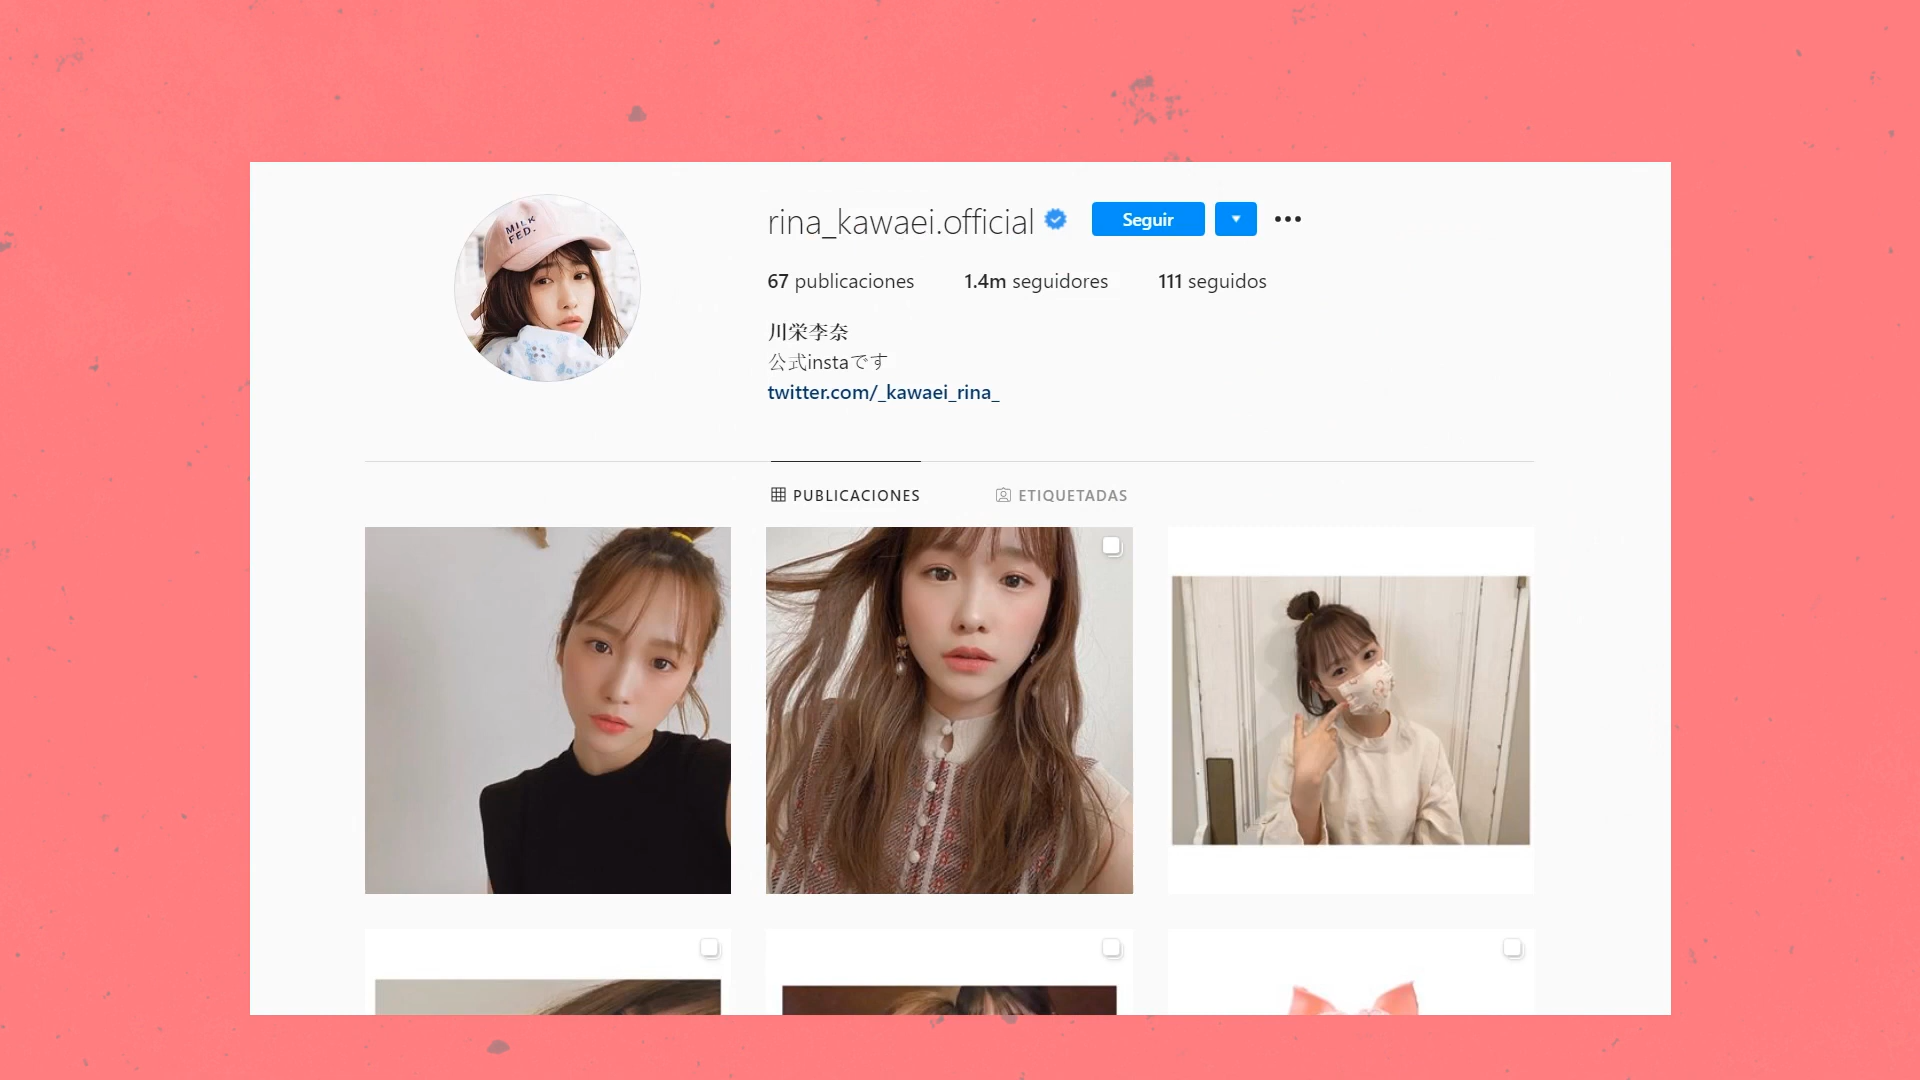 MILK
FED.
rina_kawaei.official
Seguir
67 publicaciones
1.4m seguidores
111 seguidos
川栄李奈
公式instaです
twitter.com/_kawaei_rina_
PUBLICACIONES
ETIQUETADAS